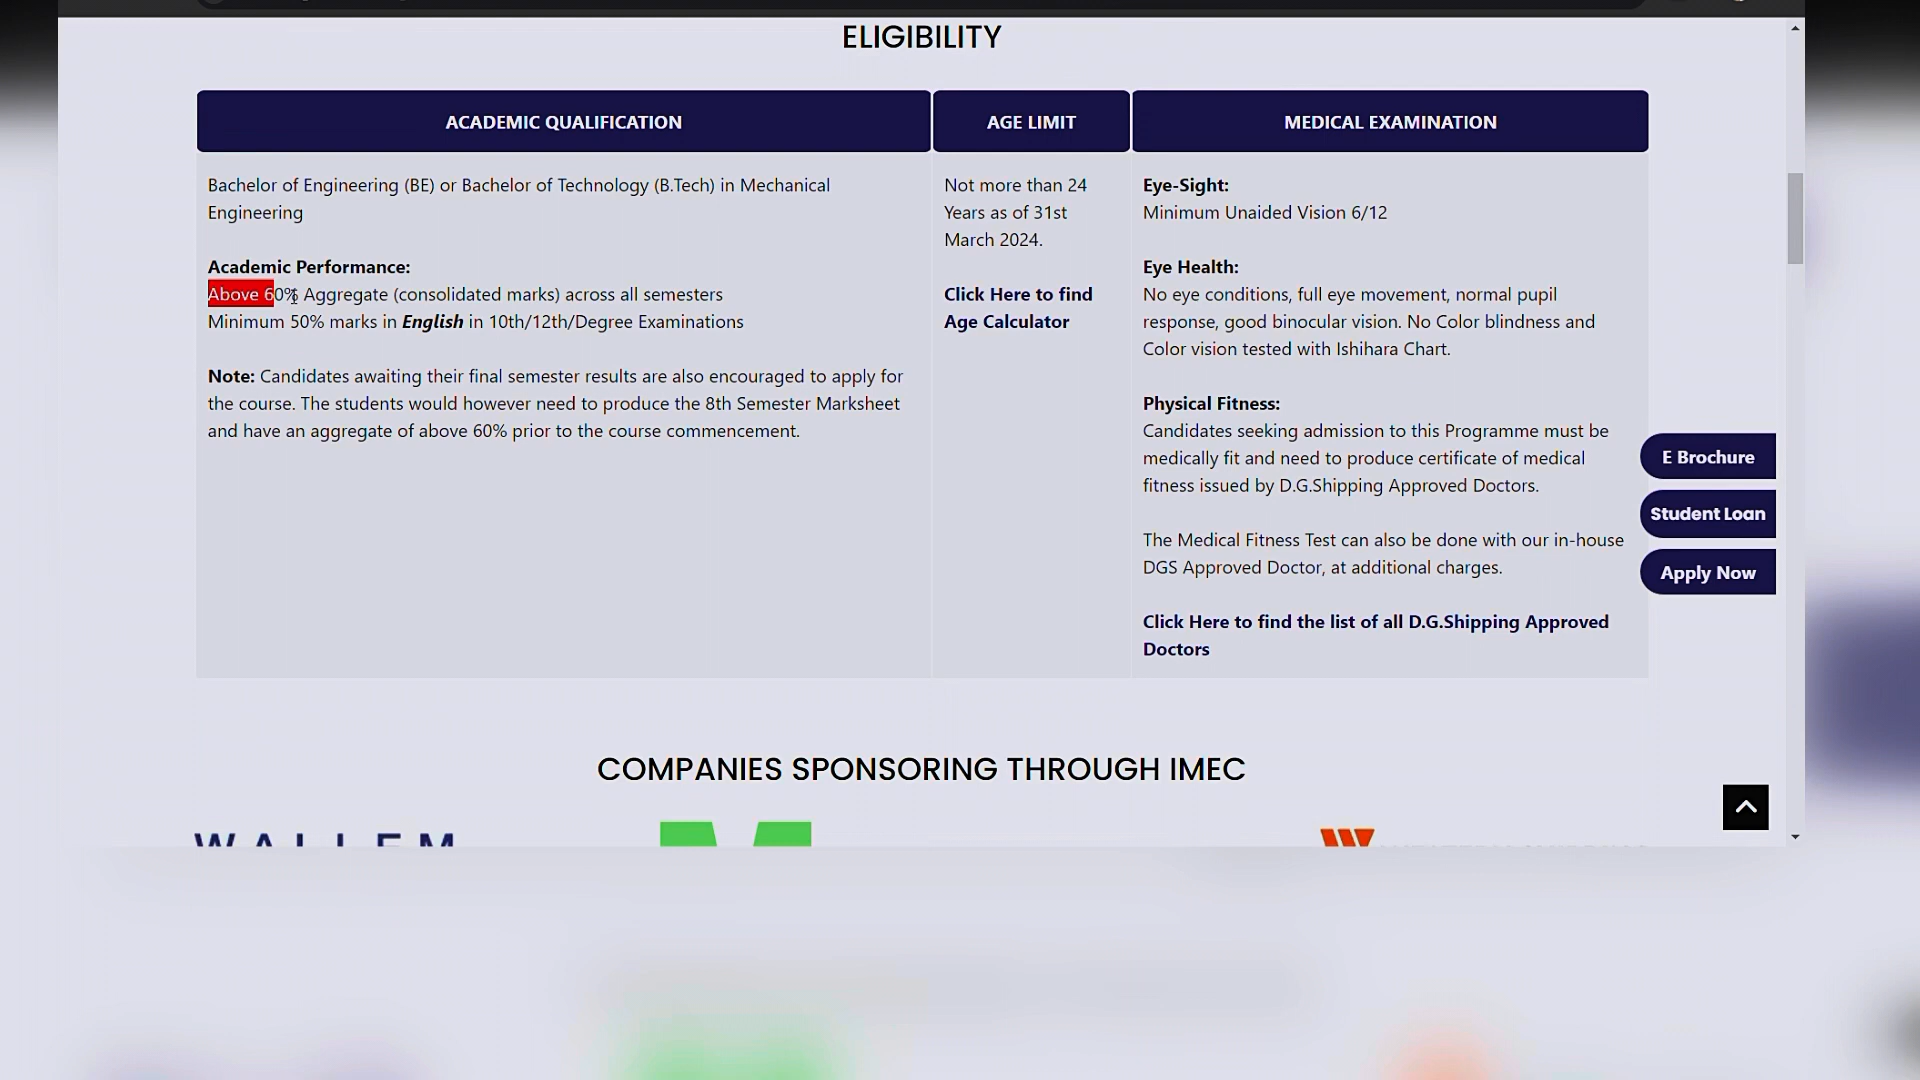 ELIGIBILITY
ACADEMIC QUALIFICATION
Bachelor of Engineering (BE) or Bachelor of Technology (B.Tech) in Mechanical
Engineering
Academic Performance:
Above 60% Aggregate (consolidated marks) across all semesters
Minimum 50% marks in English in 10th/12th/Degree Examinations
Note: Candidates awaiting their final semester results are also encouraged to apply for
the course. The students would however need to produce the 8th Semester Marksheet
and have an aggregate of above 60% prior to the course commencement.
AGE LIMIT
Not more than 24
Years as of 31st
March 2024.
Click Here to find
Age Calculator
MEDICAL EXAMINATION
Eye-Sight:
Minimum Unaided Vision 6/12
Eye Health:
No eye conditions, full eye movement, normal pupil
response, good binocular vision. No Color blindness and
Color vision tested with Ishihara Chart.
Physical Fitness:
Candidates seeking admission to this Programme must be
medically fit and need to produce certificate of medical
fitness issued by D.G.Shipping Approved Doctors.
The Medical Fitness Test can also be done with our in-house
DGS Approved Doctor, at additional charges.
Click Here to find the list of all D.G.Shipping Approved
Doctors
E Brochure
Student Loan
Apply Now
COMPANIES SPONSORING THROUGH IMEC
WALLEM